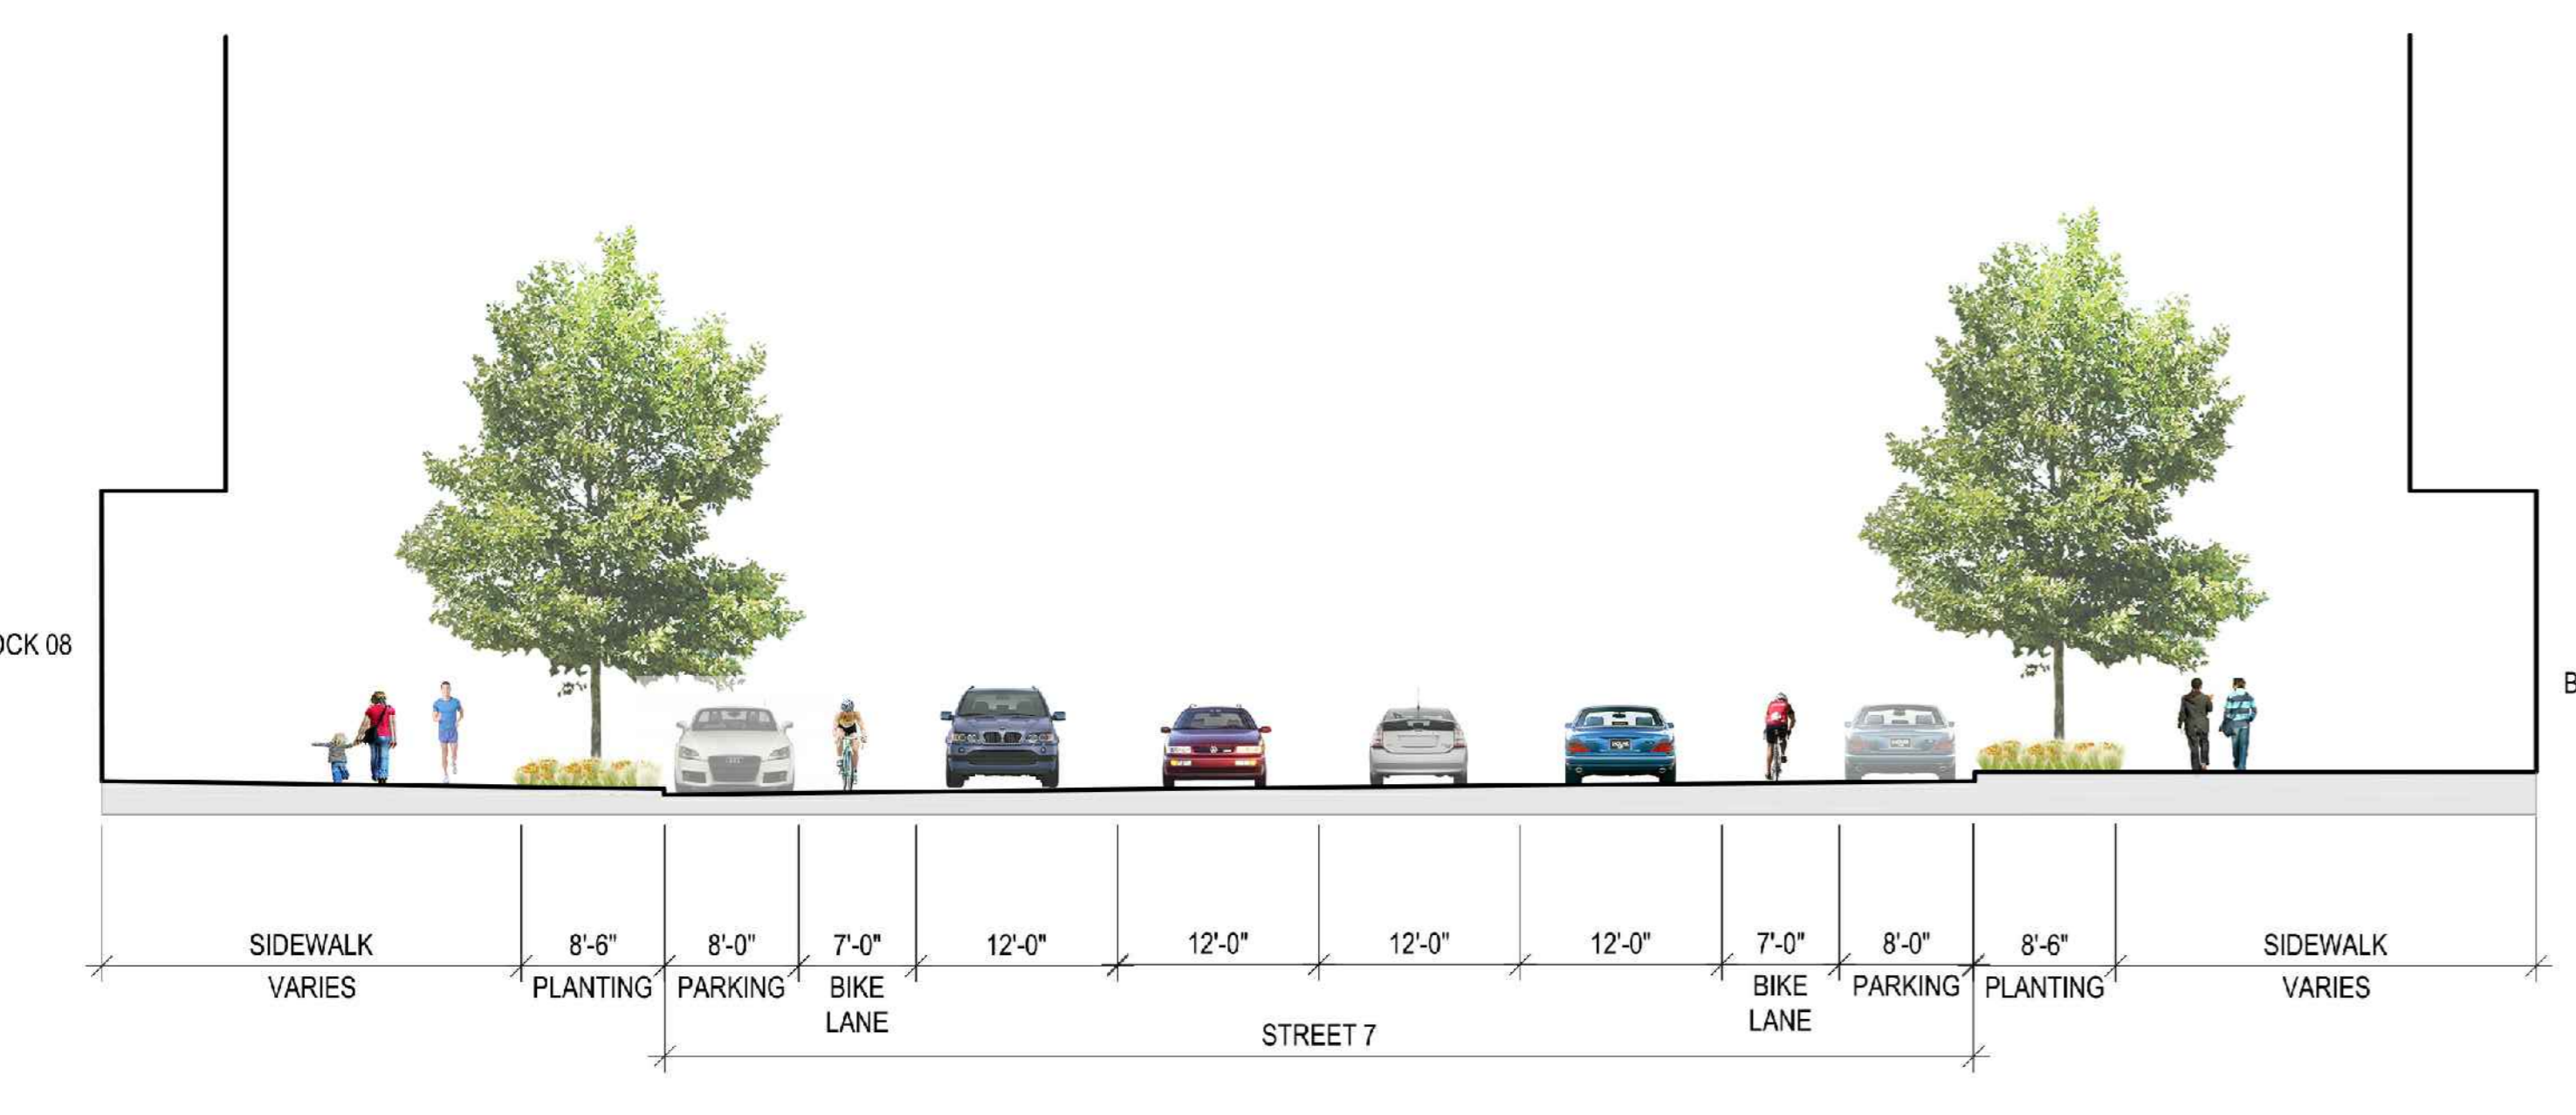 OCK 08
B
SIDEWALK 8'-6" 8'-0" 7'-0" 12'-0" 12'-0" 12'-0" 12'-0" 7'-0" 8'-0" 8'-6" SIDEWALK
VARIES PLANTING PARKING BIKE BIKE PARKING PLANTING VARIES
LANE LANE
STREET 7